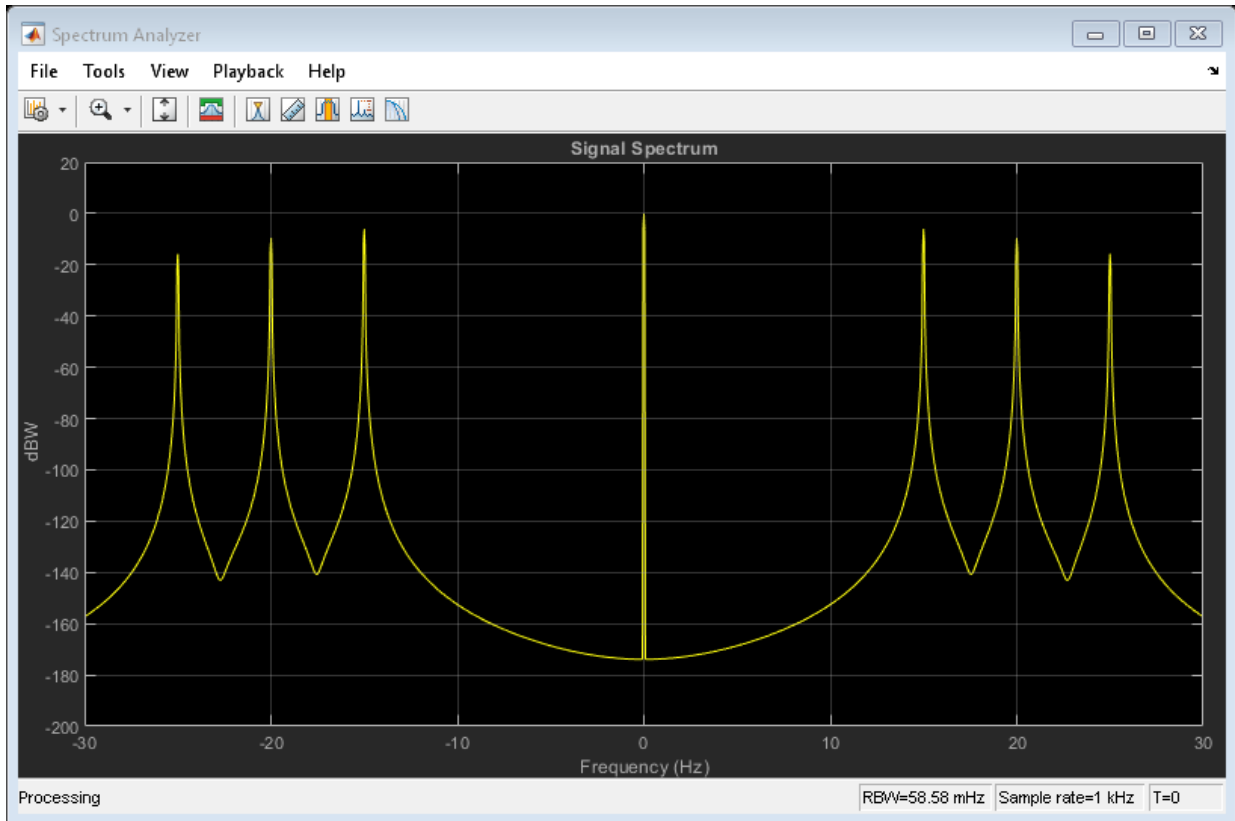 Spectrum Analyzer
File Tools View Playback Help
Signal Spectrum
20
0
-20
-40
-60
-80
-100
-120
-140
-160
-180
-200
dBW
-30 -20 -10 0 10 20 30
Frequency (Hz)
Processing RBW=58.58 mHz Sample rate=1 kHz T=0